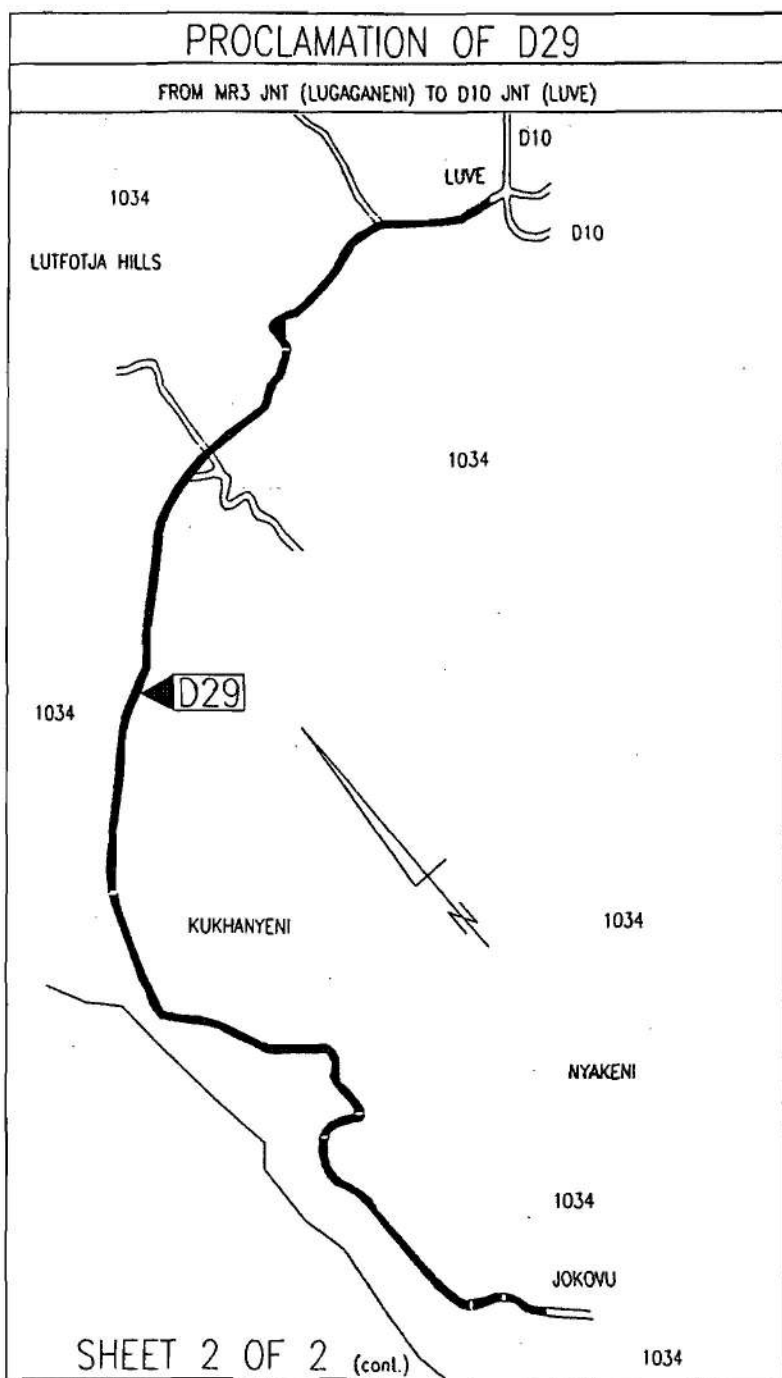 PROCLAMATION OF D29
FROM MR3 JNT (LUGAGANENI) TO D10 JNT (LUVE)
D10
LUVE
1034
D10
LUTFOTJA HILLS
1034
D29
1034
KUKHANYENI
1034
N
NYAKENI
1034
JOKOVU
SHEET 2 OF 2 (cont.)
1034